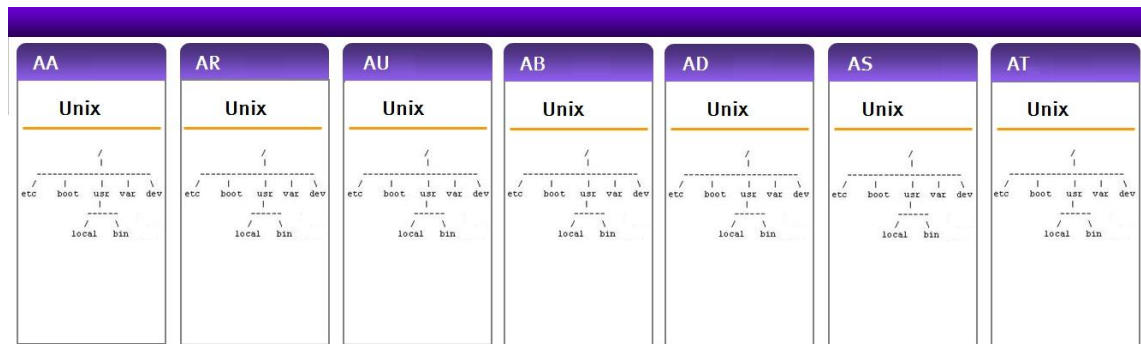 AA AR AU AB AD AS AT
Unix Unix Unix Unix Unix Unix Unix
/ / / / / / /
etc boot usr var dev etc boot usr var dev etc boot usr var dev etc boot usr var dev etc boot usr var dev etc boot usr var dev etc boot usr var dev
local bin local bin local bin local bin local bin local bin local bin